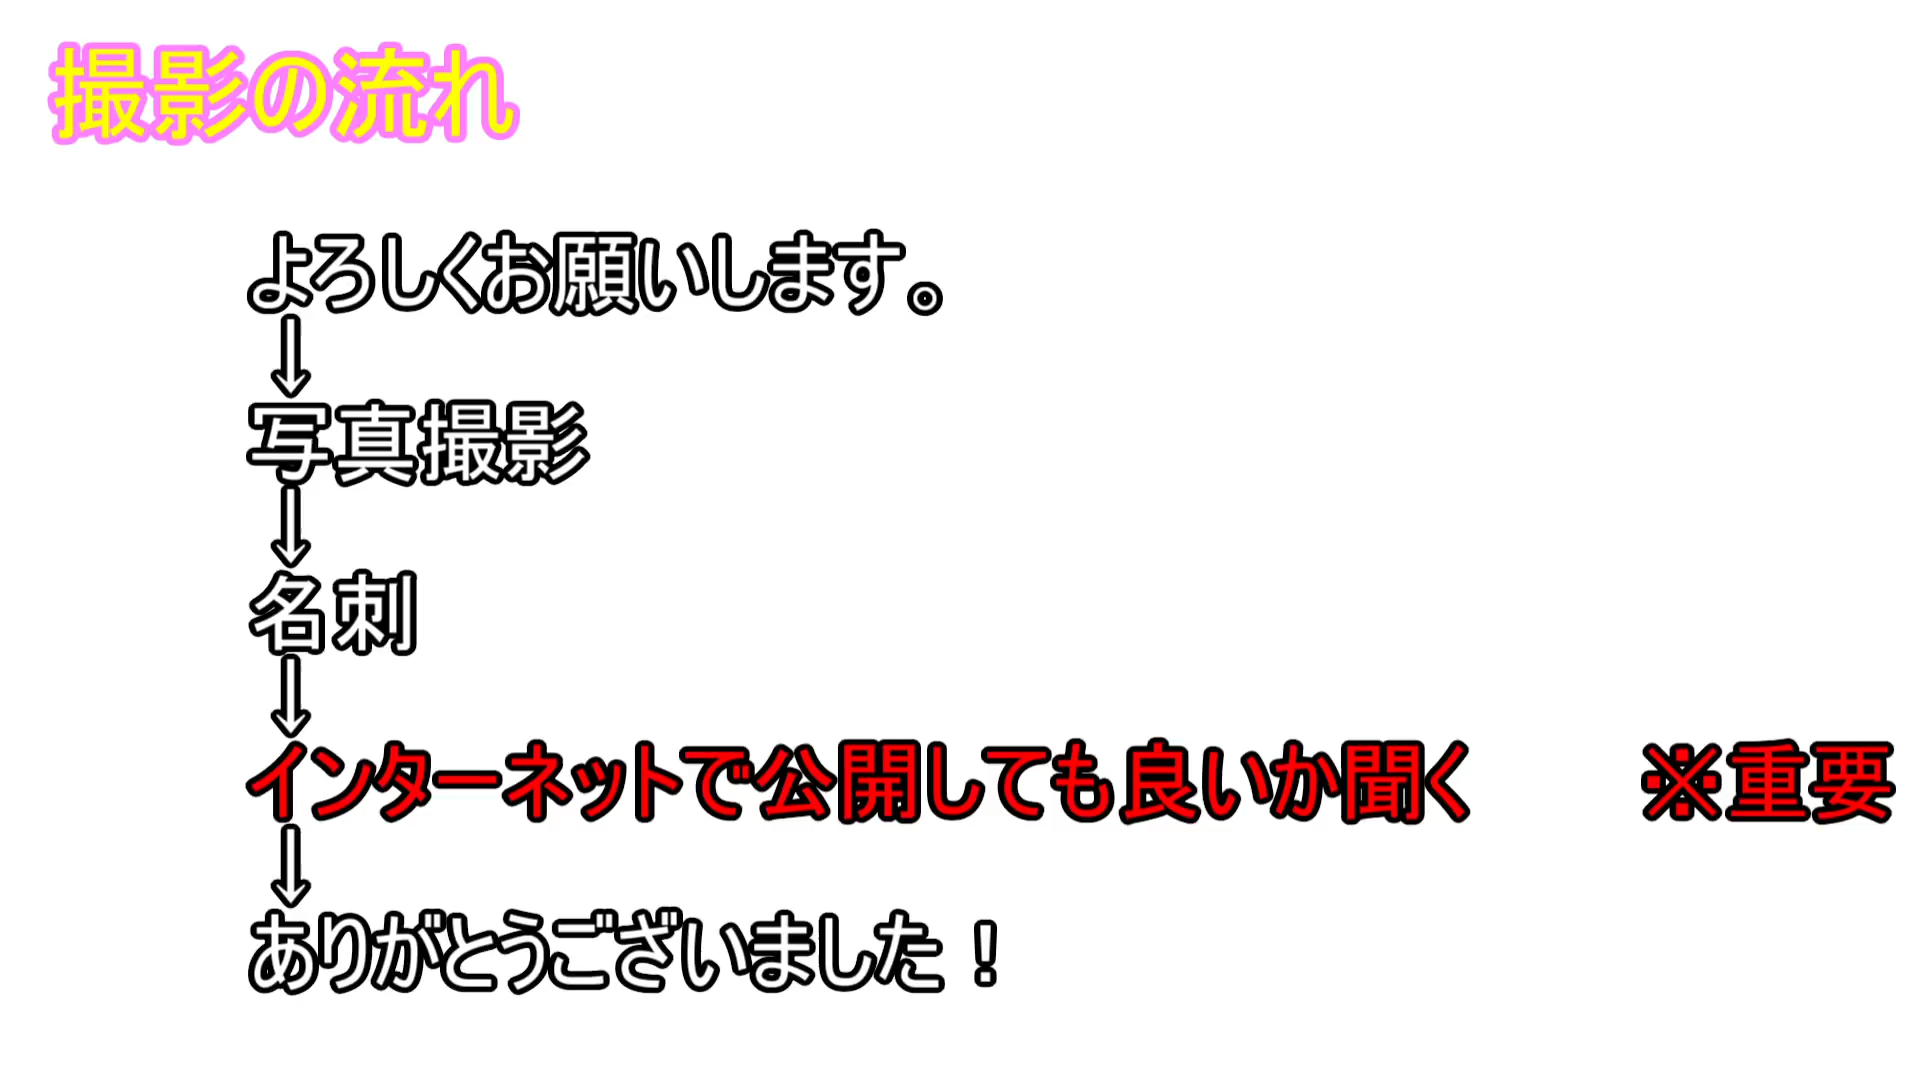 撮影の流れ
よろしくお願いします。
↓
写真撮影
↓
名刺
↓
インターネットで公開しても良いか聞く　　※重要
↓
ありがとうございました！